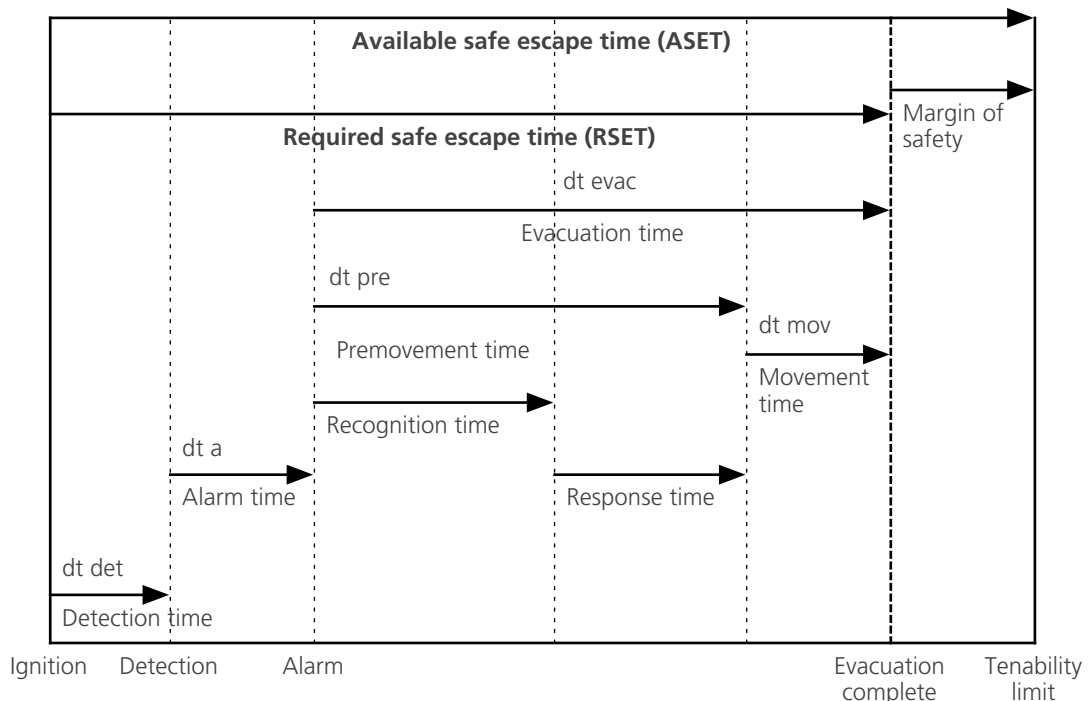 Available safe escape time (ASET)
Margin of
safety
Required safe escape time (RSET)
dt evac
Evacuation time
dt pre
Premovement time
dt mov
Movement
time
Recognition time
dt a
Alarm time
Response time
dt det
Detection time
Ignition
Detection
Alarm
Evacuation
complete
Tenability
limit